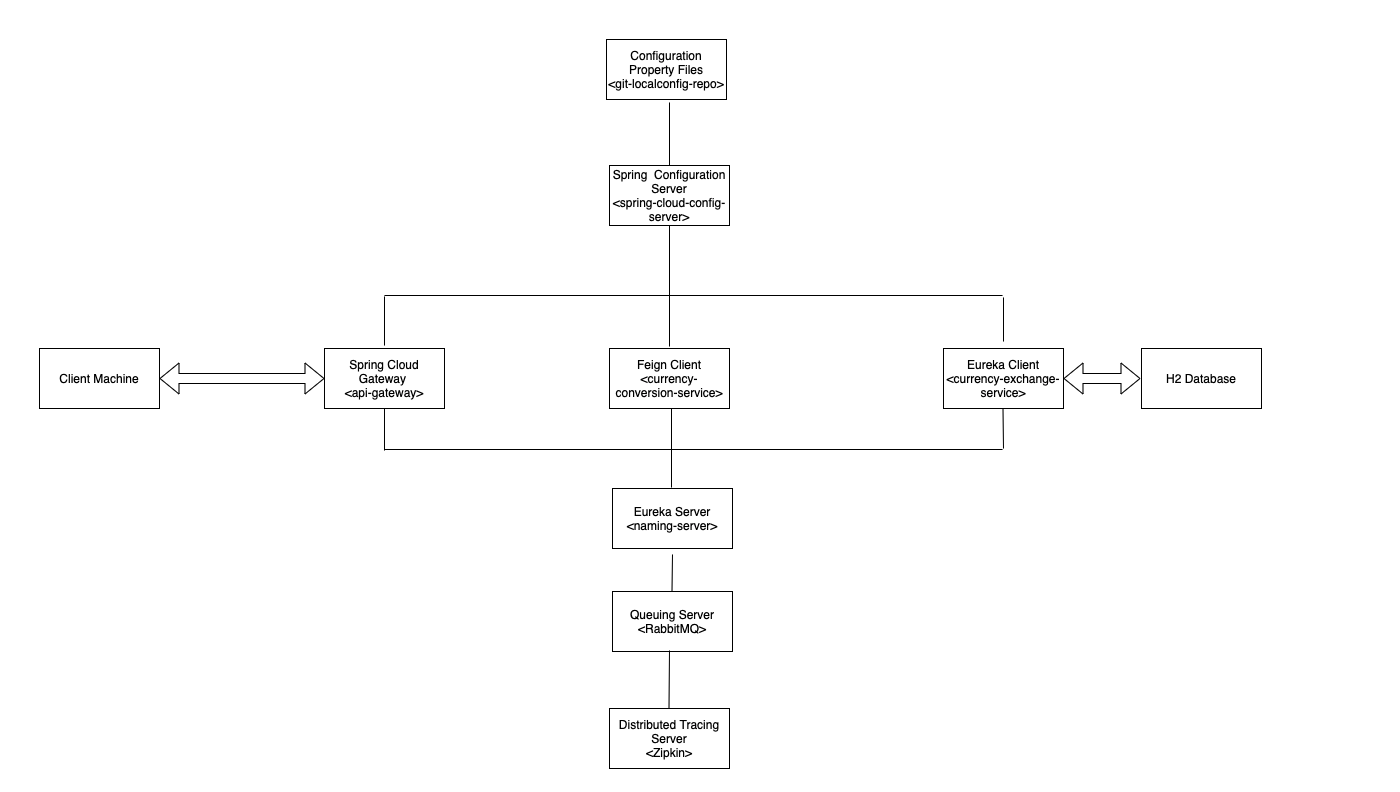 Configuration
Property Files
<git-localconfig-repo>
Spring Configuration
Server
<spring-cloud-config-
server>
Client Machine
Spring Cloud
Gateway
<api-gateway>
Feign Client
<currency-
conversion-service>
Eureka Client
<currency-exchange-
service>
H2 Database
Eureka Server
<naming-server>
Queuing Server
<RabbitMQ>
Distributed Tracing
Server
<Zipkin>